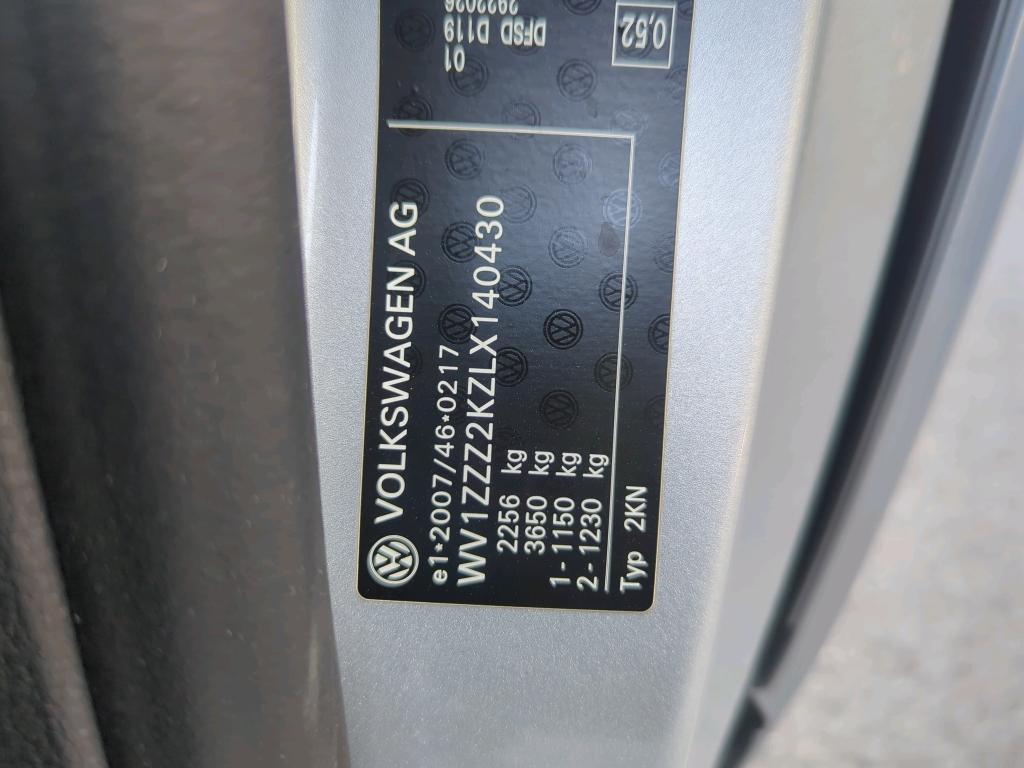 VOLKSWAGEN AG
e1*2007/46*0217
WV1ZZZ2KZLX140430
2256 kg
3650 kg
1- 1150 kg
2- 1230 kg
Typ 2KN
01
DFSD D119
2922026
0,52